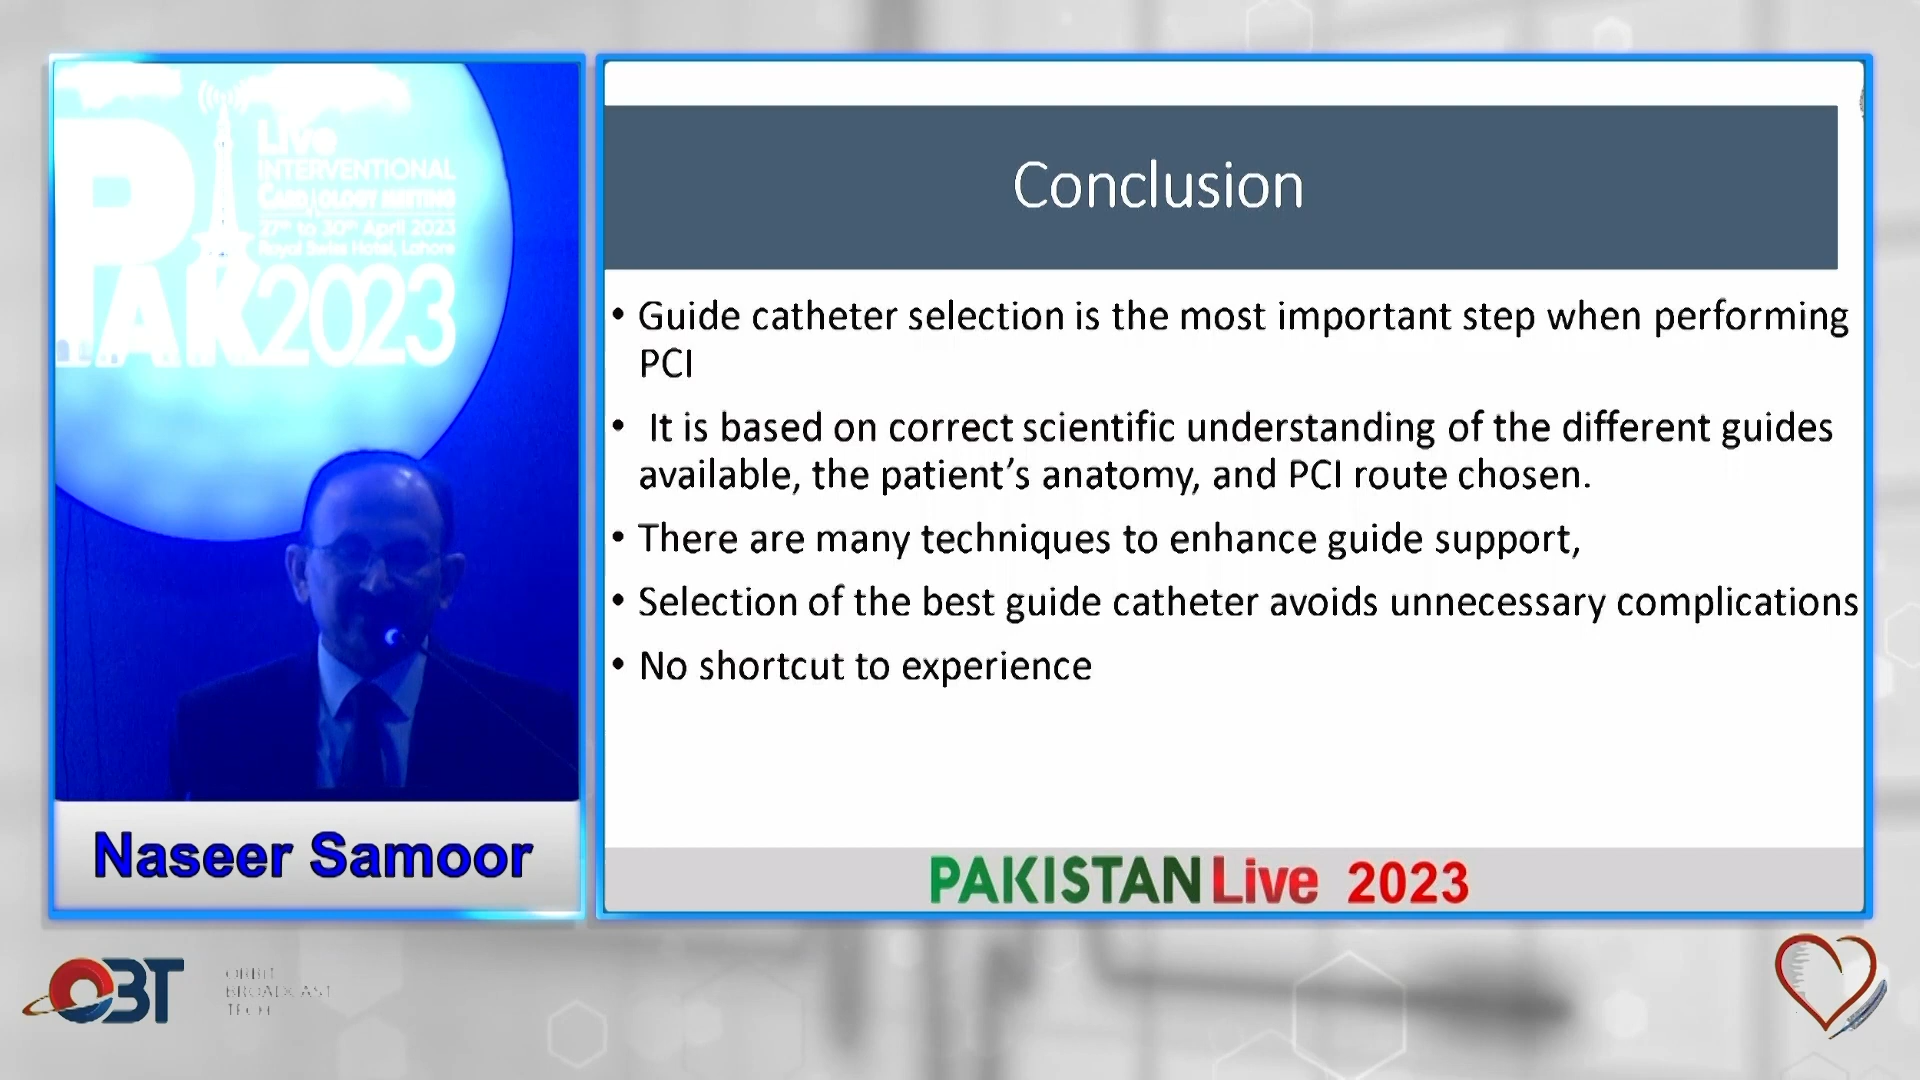 Live
INTERVENTIONAL
CARDIOLOGY MEETING
27th to 30th April 2023
Royal Swiss Hotel, Lahore
PAK2023
Naseer Samoor
Conclusion
• Guide catheter selection is the most important step when performing
PCI
• It is based on correct scientific understanding of the different guides
available, the patient’s anatomy, and PCI route chosen.
• There are many techniques to enhance guide support,
• Selection of the best guide catheter avoids unnecessary complications
• No shortcut to experience
PAKISTAN Live 2023
OBT
ORBIT
BROADCAST
TECH